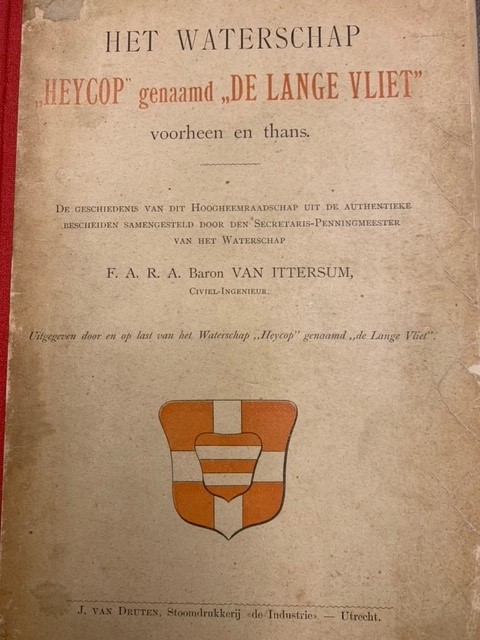 HET WATERSCHAP
„HEYCOP" genaamd „DE LANGE VLIET"
voorheen en thans.
DE GESCHIEDENIS VAN DIT HOOGHEEMRAADSCHAP UIT DE AUTHENTIEKE
BESCHEIDEN SAMENGESTELD DOOR DEN SECRETARIS-PENNINGMEESTER
VAN HET WATERSCHAP
F. A. R. A. Baron VAN ITTERSUM,
CIVIEL-INGENIEUR.
Uitgegeven door en op last van het Waterschap „Heycop" genaamd „de Lange Vliet".
J. VAN DRUTEN, Stoomdrukkerij «de Industrie» — Utrecht.